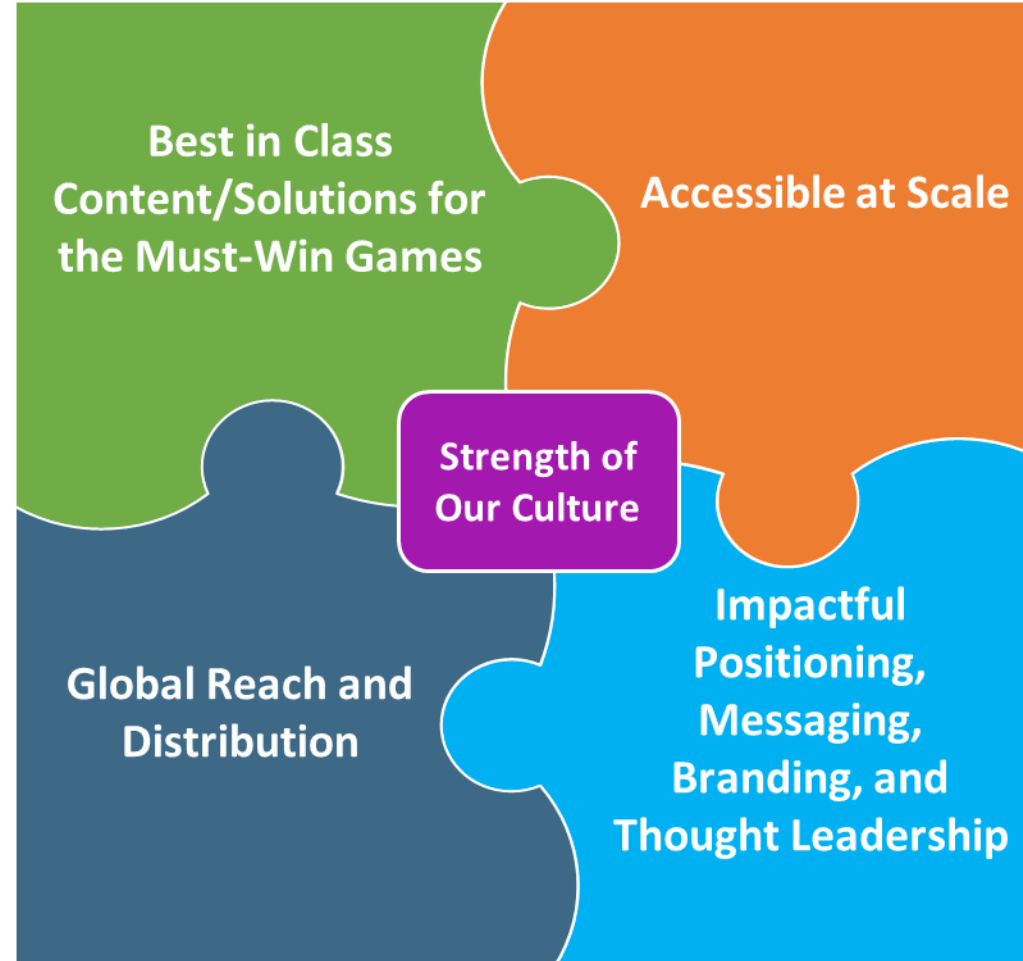 Best in Class
Content/Solutions for
the Must-Win Games
Accessible at Scale
Strength of
Our Culture
Global Reach and
Distribution
Impactful
Positioning,
Messaging,
Branding, and
Thought Leadership